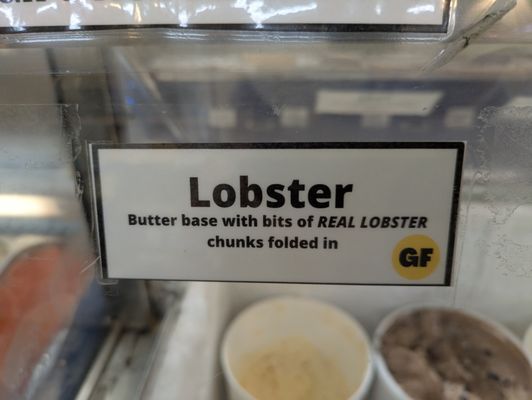 Lobster
Butter base with bits of REAL LOBSTER
chunks folded in
GF